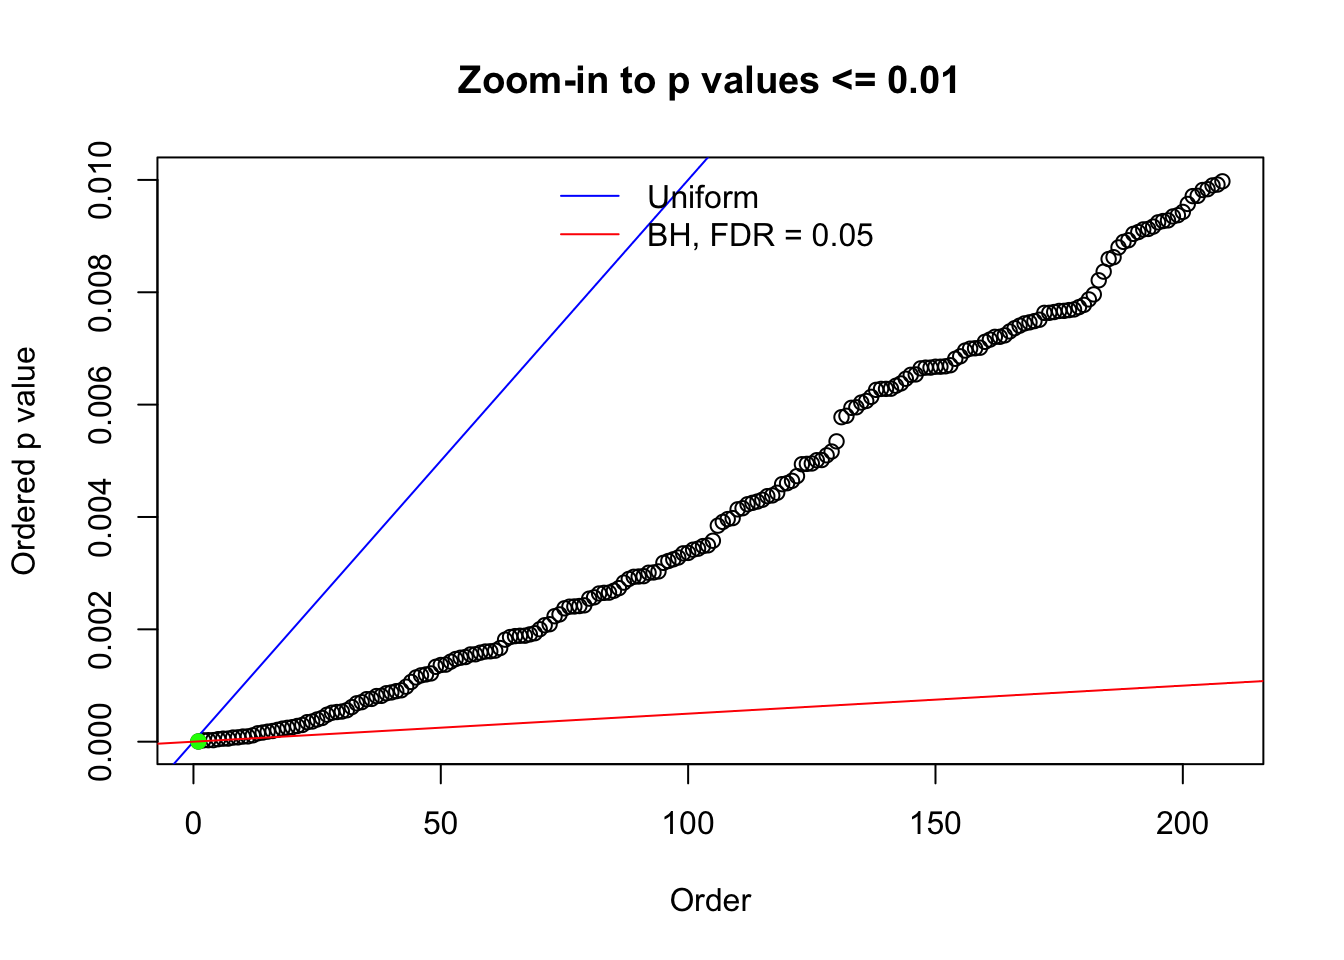 Zoom-in to p values <= 0.01
Uniform
BH, FDR = 0.05
Ordered p value
0.010
0.008
0.006
0.004
0.002
0.000
0
50
100
150
200
Order